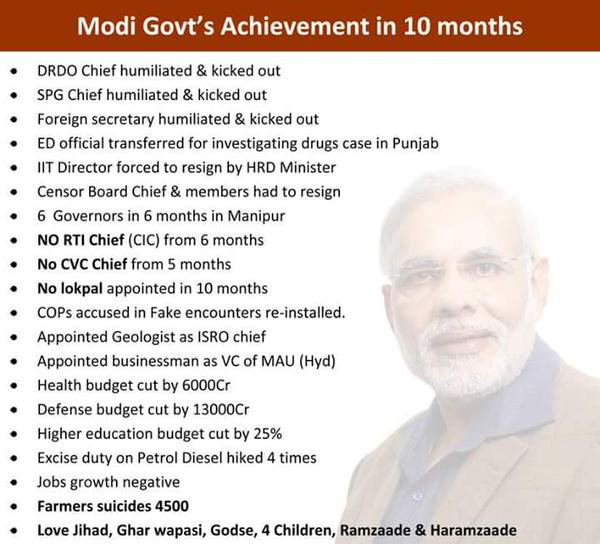 Modi Govt's Achievement in 10 months
• DRDO Chief humiliated & kicked out
• SPG Chief humiliated & kicked out
• Foreign secretary humiliated & kicked out
• ED official transferred for investigating drugs case in Punjab
• IIT Director forced to resign by HRD Minister
• Censor Board Chief & members had to resign
• 6 Governors in 6 months in Manipur
• NO RTI Chief (CIC) from 6 months
• No CVC Chief from 5 months
• No lokpal appointed in 10 months
• COPs accused in Fake encounters re-installed.
• Appointed Geologist as ISRO chief
• Appointed businesman as VC of MAU (Hyd)
• Health budget cut by 6000Cr
• Defense budget cut by 13000Cr
• Higher education budget cut by 25%
• Excise duty on Petrol Diesel hiked 4 times
• Jobs growth negative
• Farmers suicides 4500
• Love Jihad, Ghar wapasi, Godse, 4 Children, Ramzaade & Haramzaade